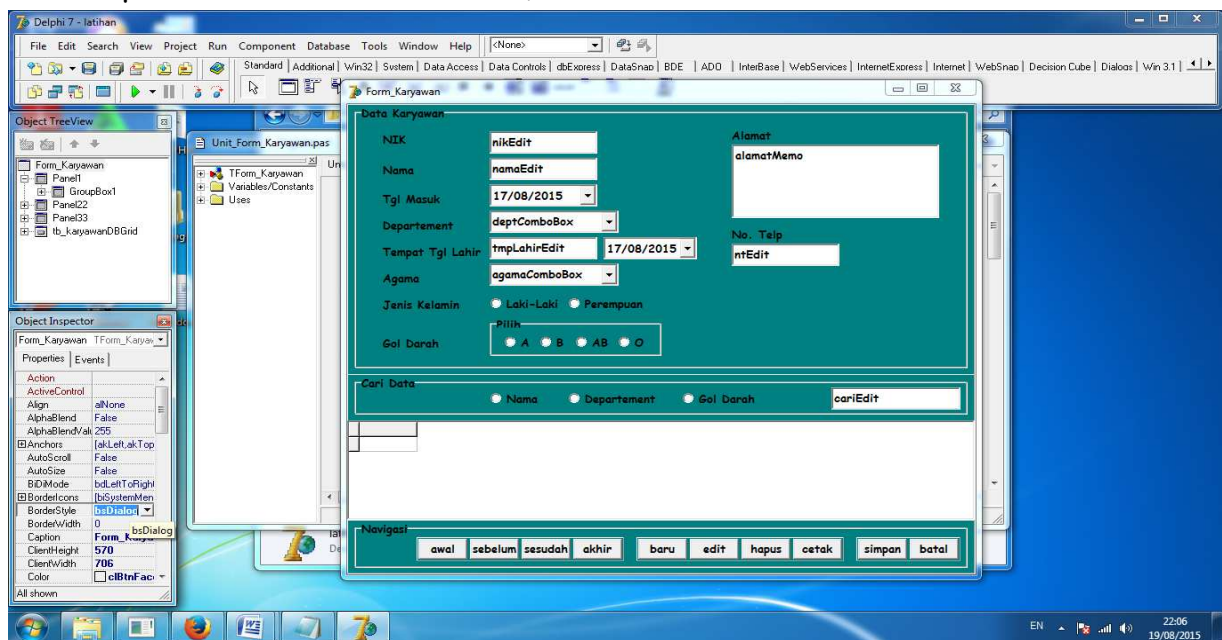 Delphi 7 - latihan
File Edit Search View Project Run Component Database Tools Window Help <None>
Standard Additional Win32 System Data Access Data Controls dbExpress DataSnap BDE ADO InterBase WebServices InternetExpress Internet WebSnap Decision Cube Dialogs Win 3.1
Form_Karyawan
Object TreeView
Form_Karyawan
Panel1
GroupBox1
Panel22
Panel33
tb_karyawanDBGrid
Unit_Form_Karyawan.pas
TForm_Karyawan
Variables/Constants
Uses
Un
Data Karyawan
NIK nikEdit
Nama namaEdit
Tgl Masuk 17/08/2015
Departement deptComboBox
Tempat Tgl Lahir tmpLahirEdit 17/08/2015
Agama agamaComboBox
Jenis Kelamin Laki-Laki Perempuan
Pilih
Gol Darah A B AB O
Alamat
alamatMemo
No. Telp
ntEdit
Cari Data
Nama Departement Gol Darah cariEdit
Navigasi
awal sebelum sesudah akhir baru edit hapus cetak simpan batal
Object Inspector
Form_Karyawan TForm_Karyaw
Properties Events
Action
ActiveControl
Align alNone
AlphaBlend False
AlphaBlendVal 255
Anchors [akLeft,akTop
AutoScroll False
AutoSize False
BiDiMode bdLeftToRight
BorderIcons [biSystemMen
BorderStyle bsDialog
BorderWidth 0
bsDialog
Caption Form_Karya
ClientHeight 570
ClientWidth 706
Color clBtnFac
All shown
EN 22:06
19/08/2015